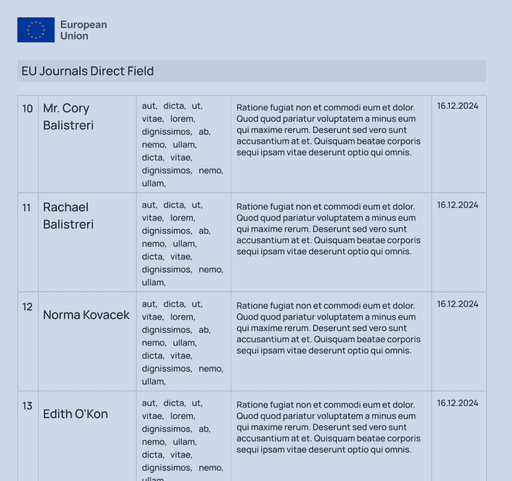 European
Union
EU Journals Direct Field
10
Mr. Cory
Balistreri
aut, dicta, ut,
vitae, lorem,
dignissimos, ab,
nemo, ullam,
dicta, vitae,
dignissimos, nemo,
ullam,
Ratione fugiat non et commodi eum et dolor.
Quod quod pariatur voluptatem a minus eum
qui maxime rerum. Deserunt sed vero sunt
accusantium at et. Quisquam beatae corporis
sequi ipsam vitae deserunt optio qui omnis.
16.12.2024
11
Rachael
Balistreri
aut, dicta, ut,
vitae, lorem,
dignissimos, ab,
nemo, ullam,
dicta, vitae,
dignissimos, nemo,
ullam,
Ratione fugiat non et commodi eum et dolor.
Quod quod pariatur voluptatem a minus eum
qui maxime rerum. Deserunt sed vero sunt
accusantium at et. Quisquam beatae corporis
sequi ipsam vitae deserunt optio qui omnis.
16.12.2024
12
Norma Kovacek
aut, dicta, ut,
vitae, lorem,
dignissimos, ab,
nemo, ullam,
dicta, vitae,
dignissimos, nemo,
ullam,
Ratione fugiat non et commodi eum et dolor.
Quod quod pariatur voluptatem a minus eum
qui maxime rerum. Deserunt sed vero sunt
accusantium at et. Quisquam beatae corporis
sequi ipsam vitae deserunt optio qui omnis.
16.12.2024
13
Edith O'Kon
aut, dicta, ut,
vitae, lorem,
dignissimos, ab,
nemo, ullam,
dicta, vitae,
dignissimos, nemo,
ullam,
Ratione fugiat non et commodi eum et dolor.
Quod quod pariatur voluptatem a minus eum
qui maxime rerum. Deserunt sed vero sunt
accusantium at et. Quisquam beatae corporis
sequi ipsam vitae deserunt optio qui omnis.
16.12.2024